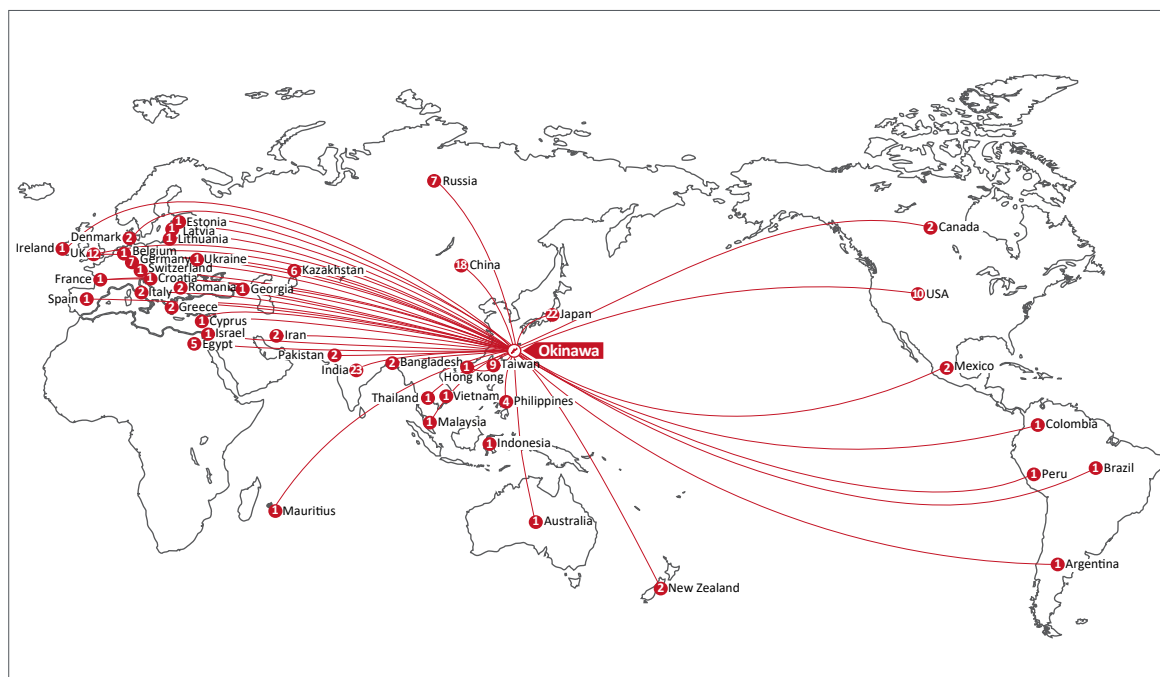 7 Russia
1 Estonia
1 Latvia
Denmark 2
1 Lithuania
Ireland 1
UK 12
1 Belgium
7 Germany
1 Ukraine
1 Switzerland
France 1
1 Croatia
6 Kazakhstan
18 China
2 Canada
2 Italy
2 Romania
1 Georgia
Spain 1
10 USA
2 Greece
22 Japan
1 Cyprus
1 Israel
5 Egypt
2 Iran
Okinawa
Pakistan 2
India 23
2 Bangladesh
1
Hong Kong
9 Taiwan
2 Mexico
Thailand 1
1 Vietnam
4 Philippines
1 Malaysia
1 Colombia
1 Indonesia
1 Peru
1 Brazil
1 Mauritius
1 Australia
1 Argentina
2 New Zealand